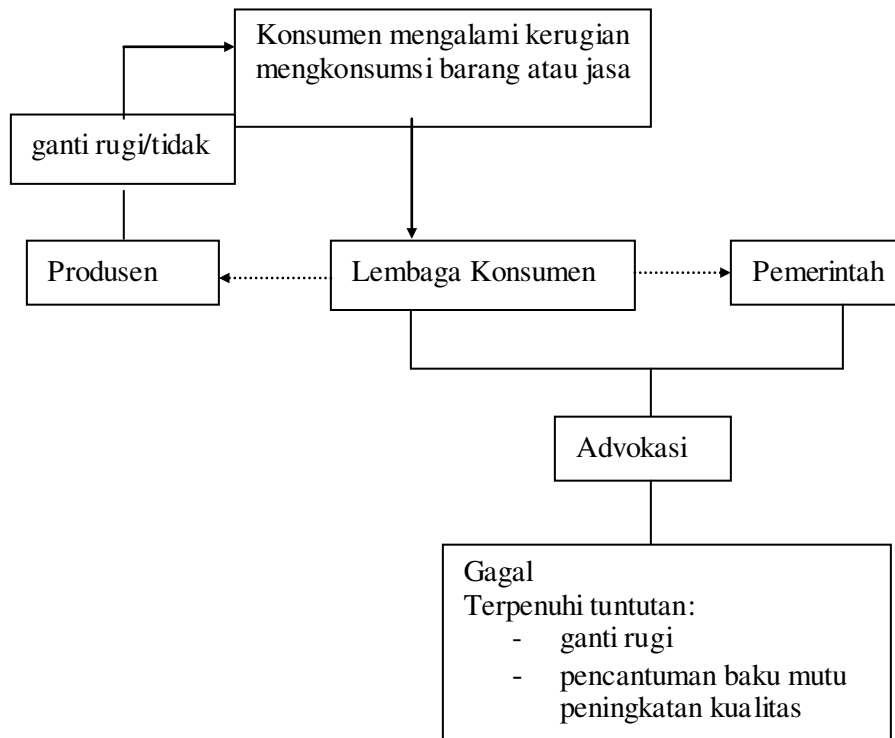 Konsumen mengalami kerugian
mengkonsumsi barang atau jasa
ganti rugi/tidak
Produsen
Lembaga Konsumen
Pemerintah
Advokasi
Gagal
Terpenuhi tuntutan:
- ganti rugi
- pencantuman baku mutu
peningkatan kualitas